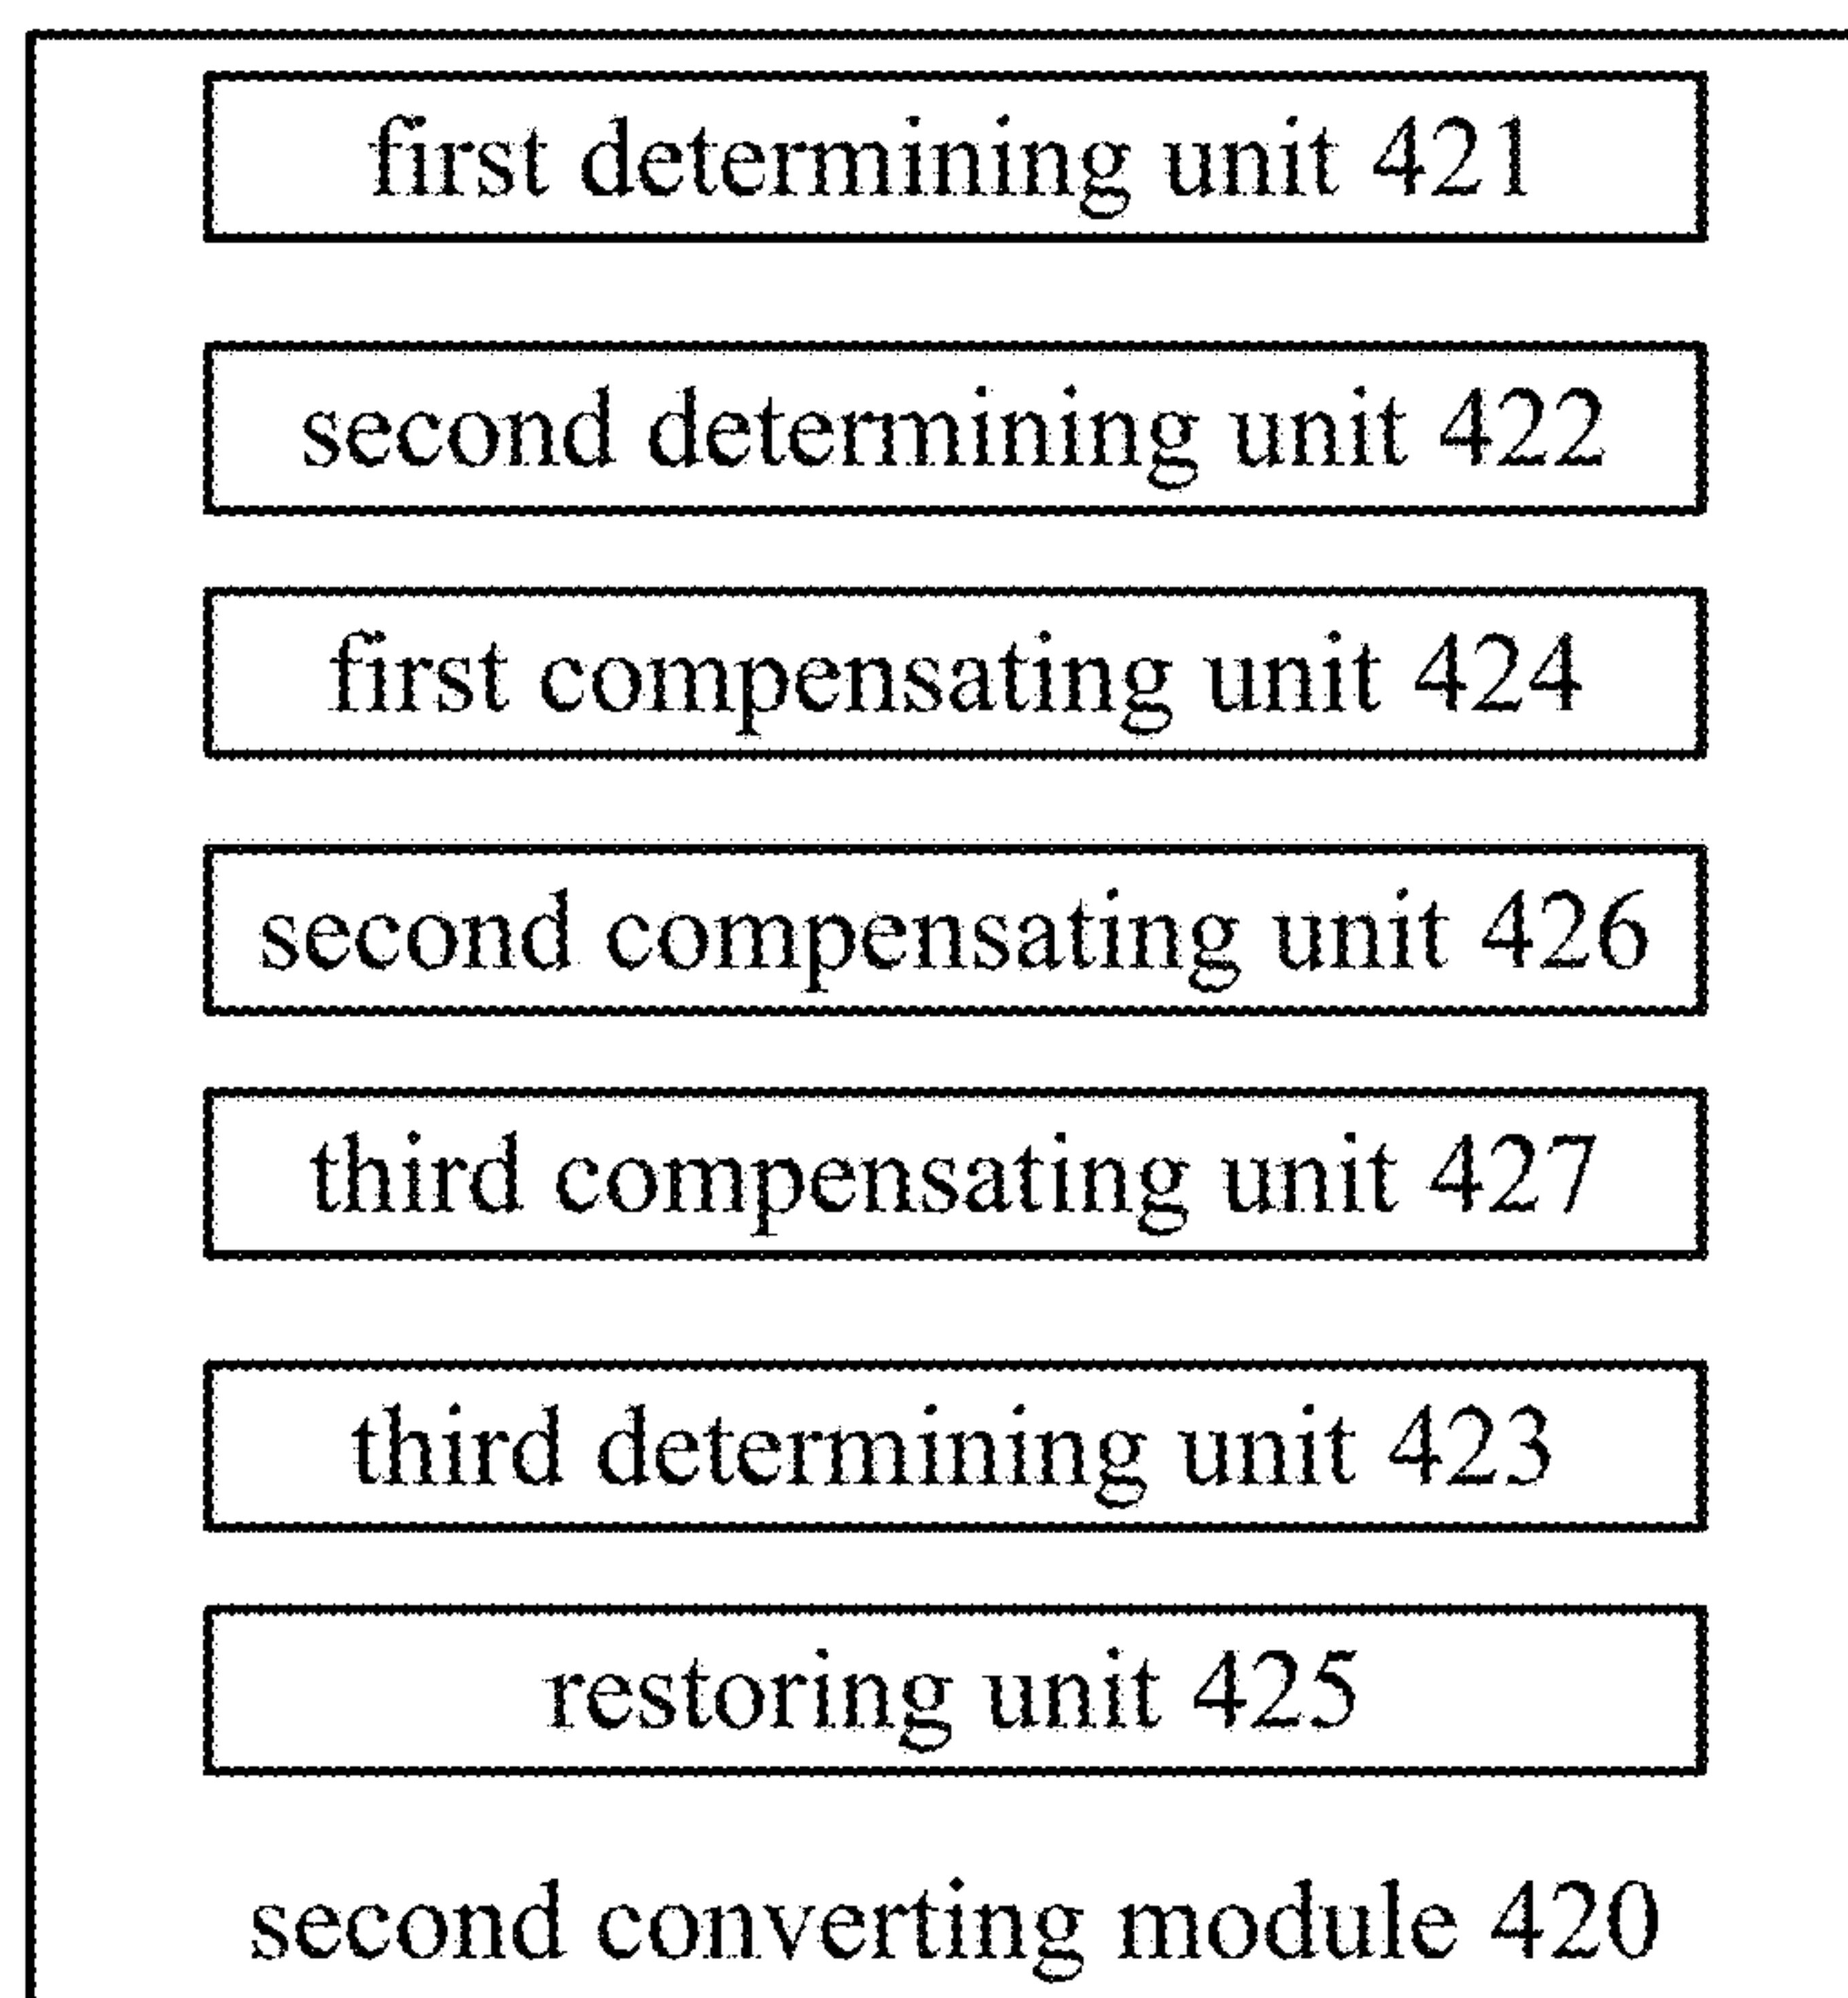 first determining unit 421
second determining unit 422
first compensating unit 424
second compensating unit 426
third compensating unit 427
third determining unit 423
restoring unit 425
second converting module 420